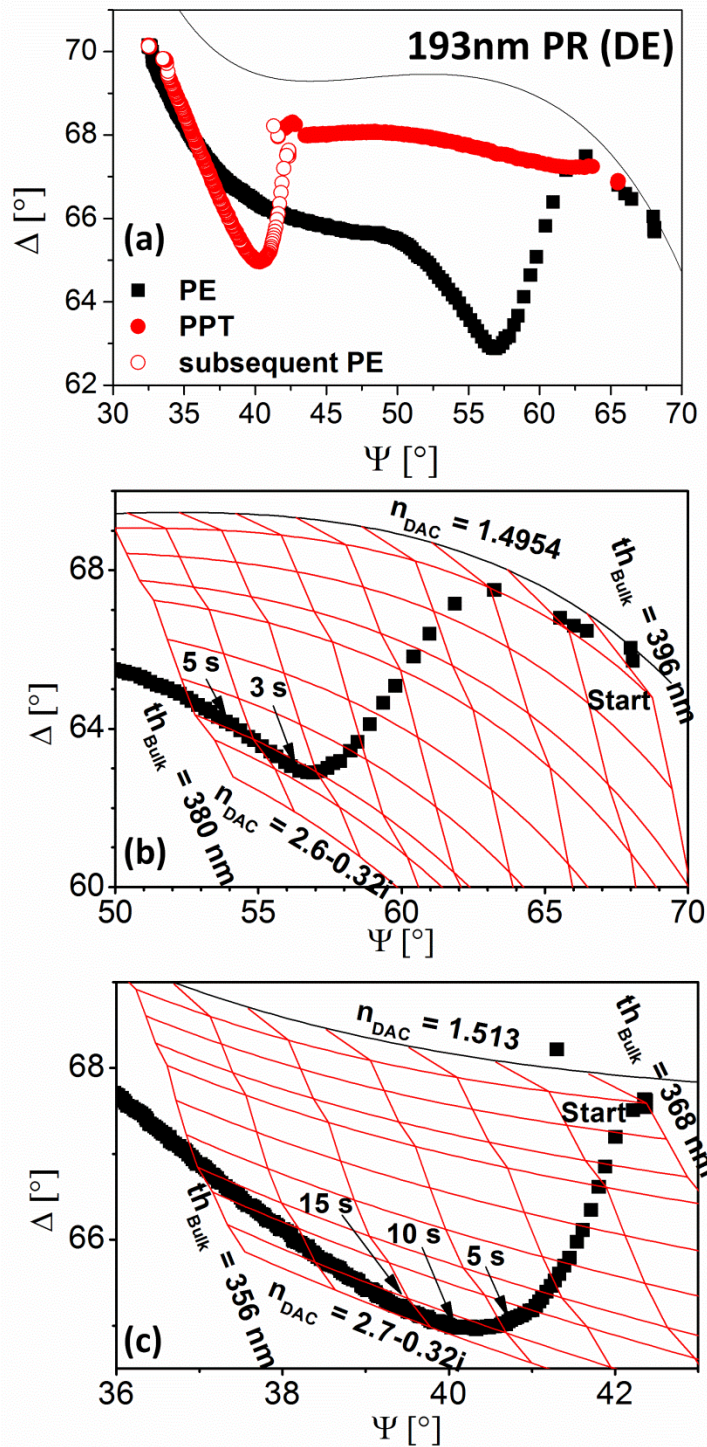 193nm PR (DE)
70
68
66
64
62
Δ [°]
(a)
PE
PPT
subsequent PE
30 35 40 45 50 55 60 65 70
Ψ [°]
n_DAC = 1.4954
th_Bulk = 396 nm
68
64
60
Δ [°]
5 s
3 s
Start
th_Bulk = 380 nm
n_DAC = 2.6-0.32i
(b)
50 55 60 65 70
Ψ [°]
n_DAC = 1.513
th_Bulk = 368 nm
68
66
Δ [°]
Start
15 s
10 s
5 s
th_Bulk = 356 nm
n_DAC = 2.7-0.32i
(c)
36 38 40 42
Ψ [°]